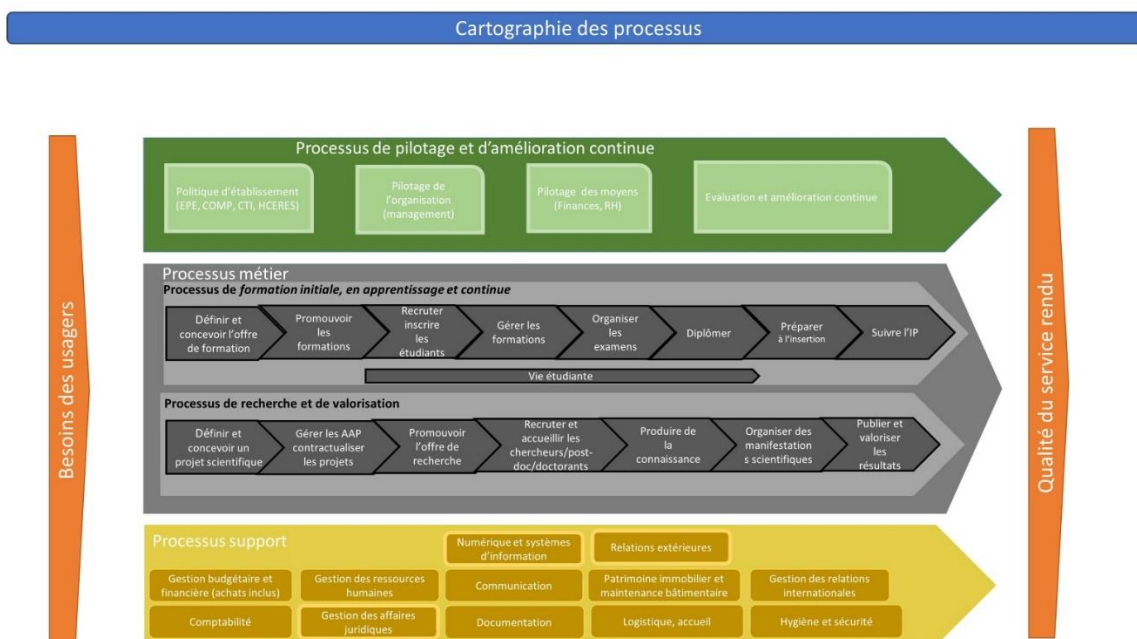 Cartographie des processus
Besoins des usagers
Processus de pilotage et d'amélioration continue
Politique d'établissement
(EPE, COMP, CTI, HCERES)
Pilotage de
l'organisation
(management)
Pilotage des moyens
(Finances, RH)
Evaluation et amélioration continue
Processus métier
Processus de formation initiale, en apprentissage et continue
Définir et
concevoir l'offre
de formation
Promouvoir
les
formations
Recruter
inscrire
les
étudiants
Gérer les
formations
Organiser
les
examens
Diplômer
Préparer
à l'insertion
Suivre l'IP
Vie étudiante
Processus de recherche et de valorisation
Définir et
concevoir un
projet scientifique
Gérer les AAP
contractualiser
les projets
Promouvoir
l'offre de
recherche
Recruter et
accueillir les
chercheurs/post-
doc/doctorants
Produire de
la
connaissance
Organiser des
manifestation
s scientifiques
Publier et
valoriser
les
résultats
Processus support
Numérique et systèmes
d'information
Relations extérieures
Gestion budgétaire et
financière (achats inclus)
Gestion des ressources
humaines
Communication
Patrimoine immobilier et
maintenance bâtimentaire
Gestion des relations
internationales
Comptabilité
Gestion des affaires
juridiques
Documentation
Logistique, accueil
Hygiène et sécurité
Qualité du service rendu